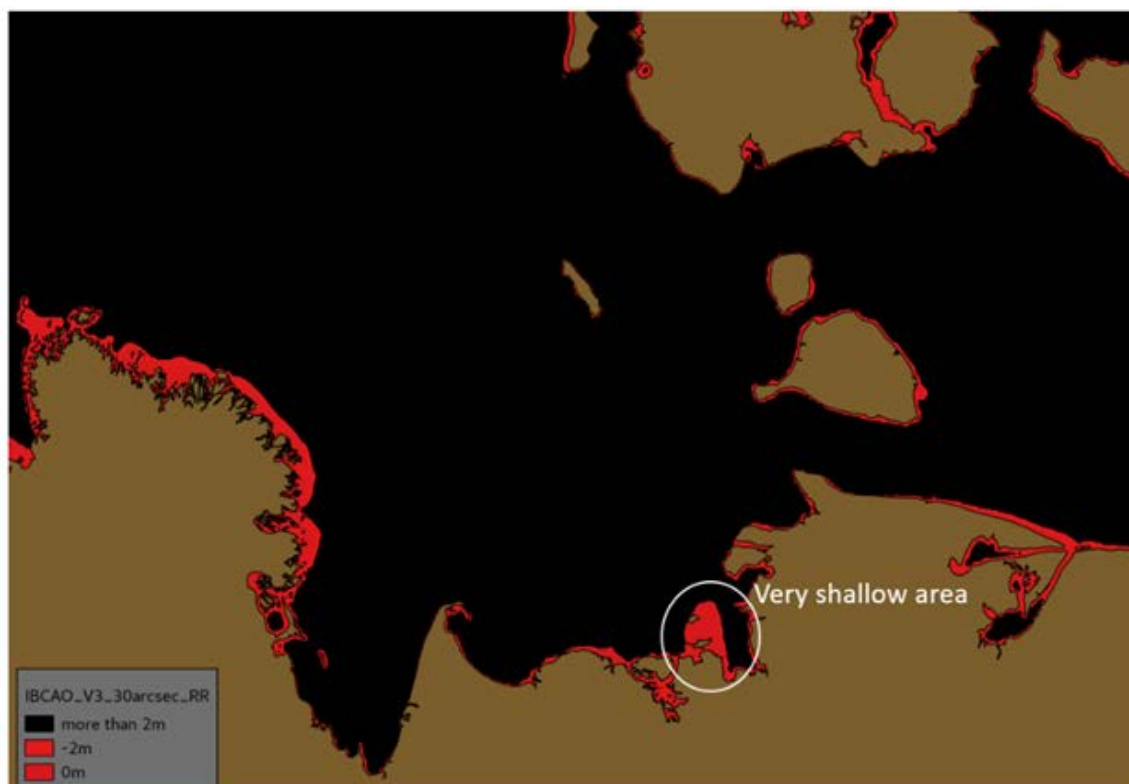 Very shallow area
IBCAO_V3_30arcsec_RR
more than 2m
-2m
0m